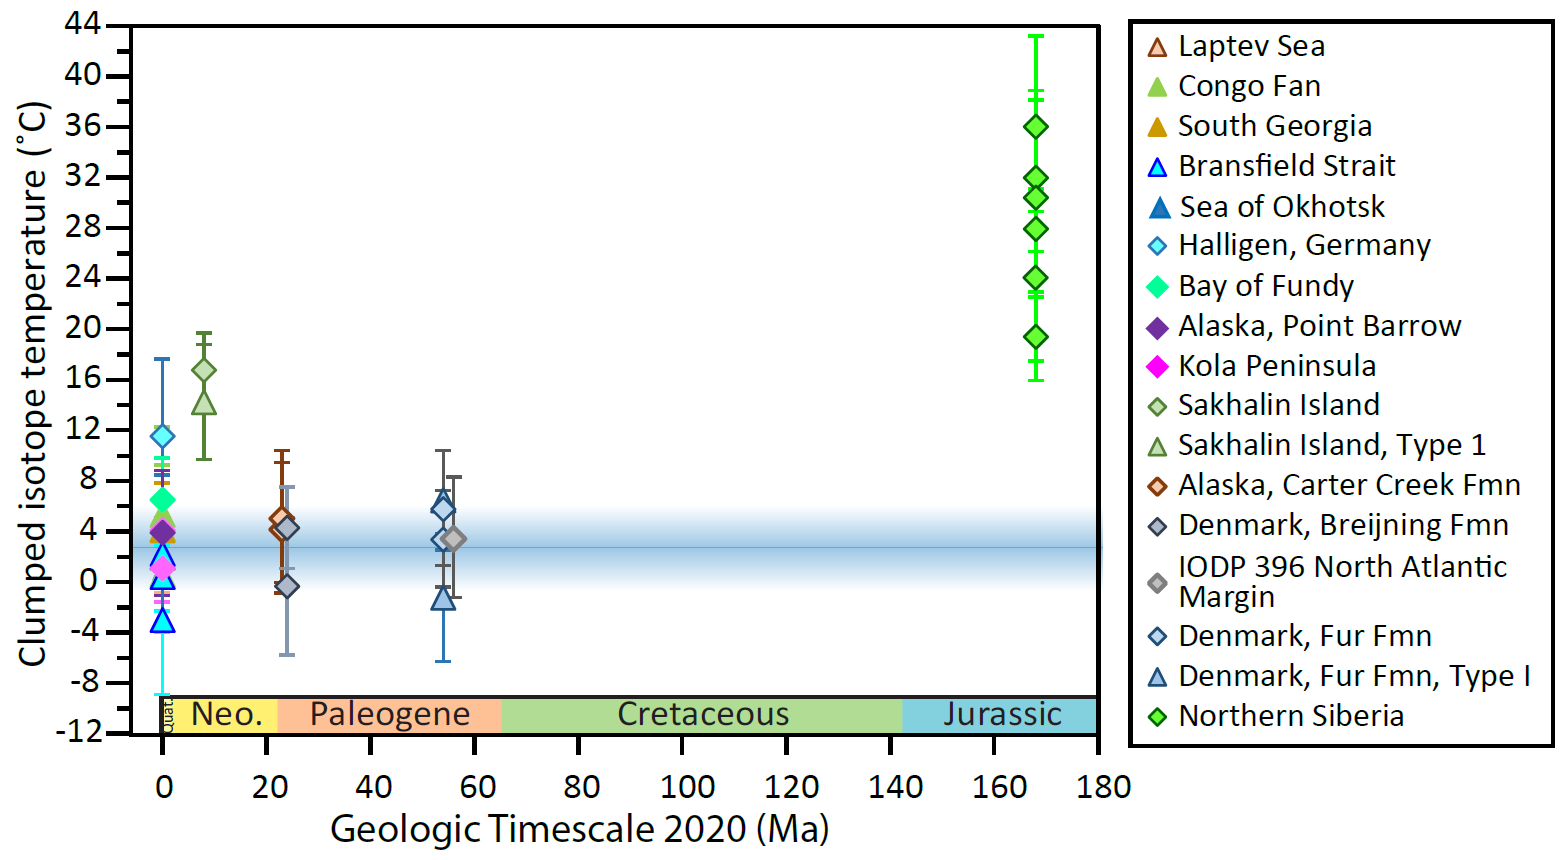 44
40
36
32
28
24
20
16
12
8
4
0
-4
-8
-12
Clumped isotope temperature (˚C)
Quat.
Neo.
Paleogene
Cretaceous
Jurassic
0
20
40
60
80
100
120
140
160
180
Geologic Timescale 2020 (Ma)
Laptev Sea
Congo Fan
South Georgia
Bransfield Strait
Sea of Okhotsk
Halligen, Germany
Bay of Fundy
Alaska, Point Barrow
Kola Peninsula
Sakhalin Island
Sakhalin Island, Type 1
Alaska, Carter Creek Fmn
Denmark, Breijning Fmn
IODP 396 North Atlantic
Margin
Denmark, Fur Fmn
Denmark, Fur Fmn, Type I
Northern Siberia